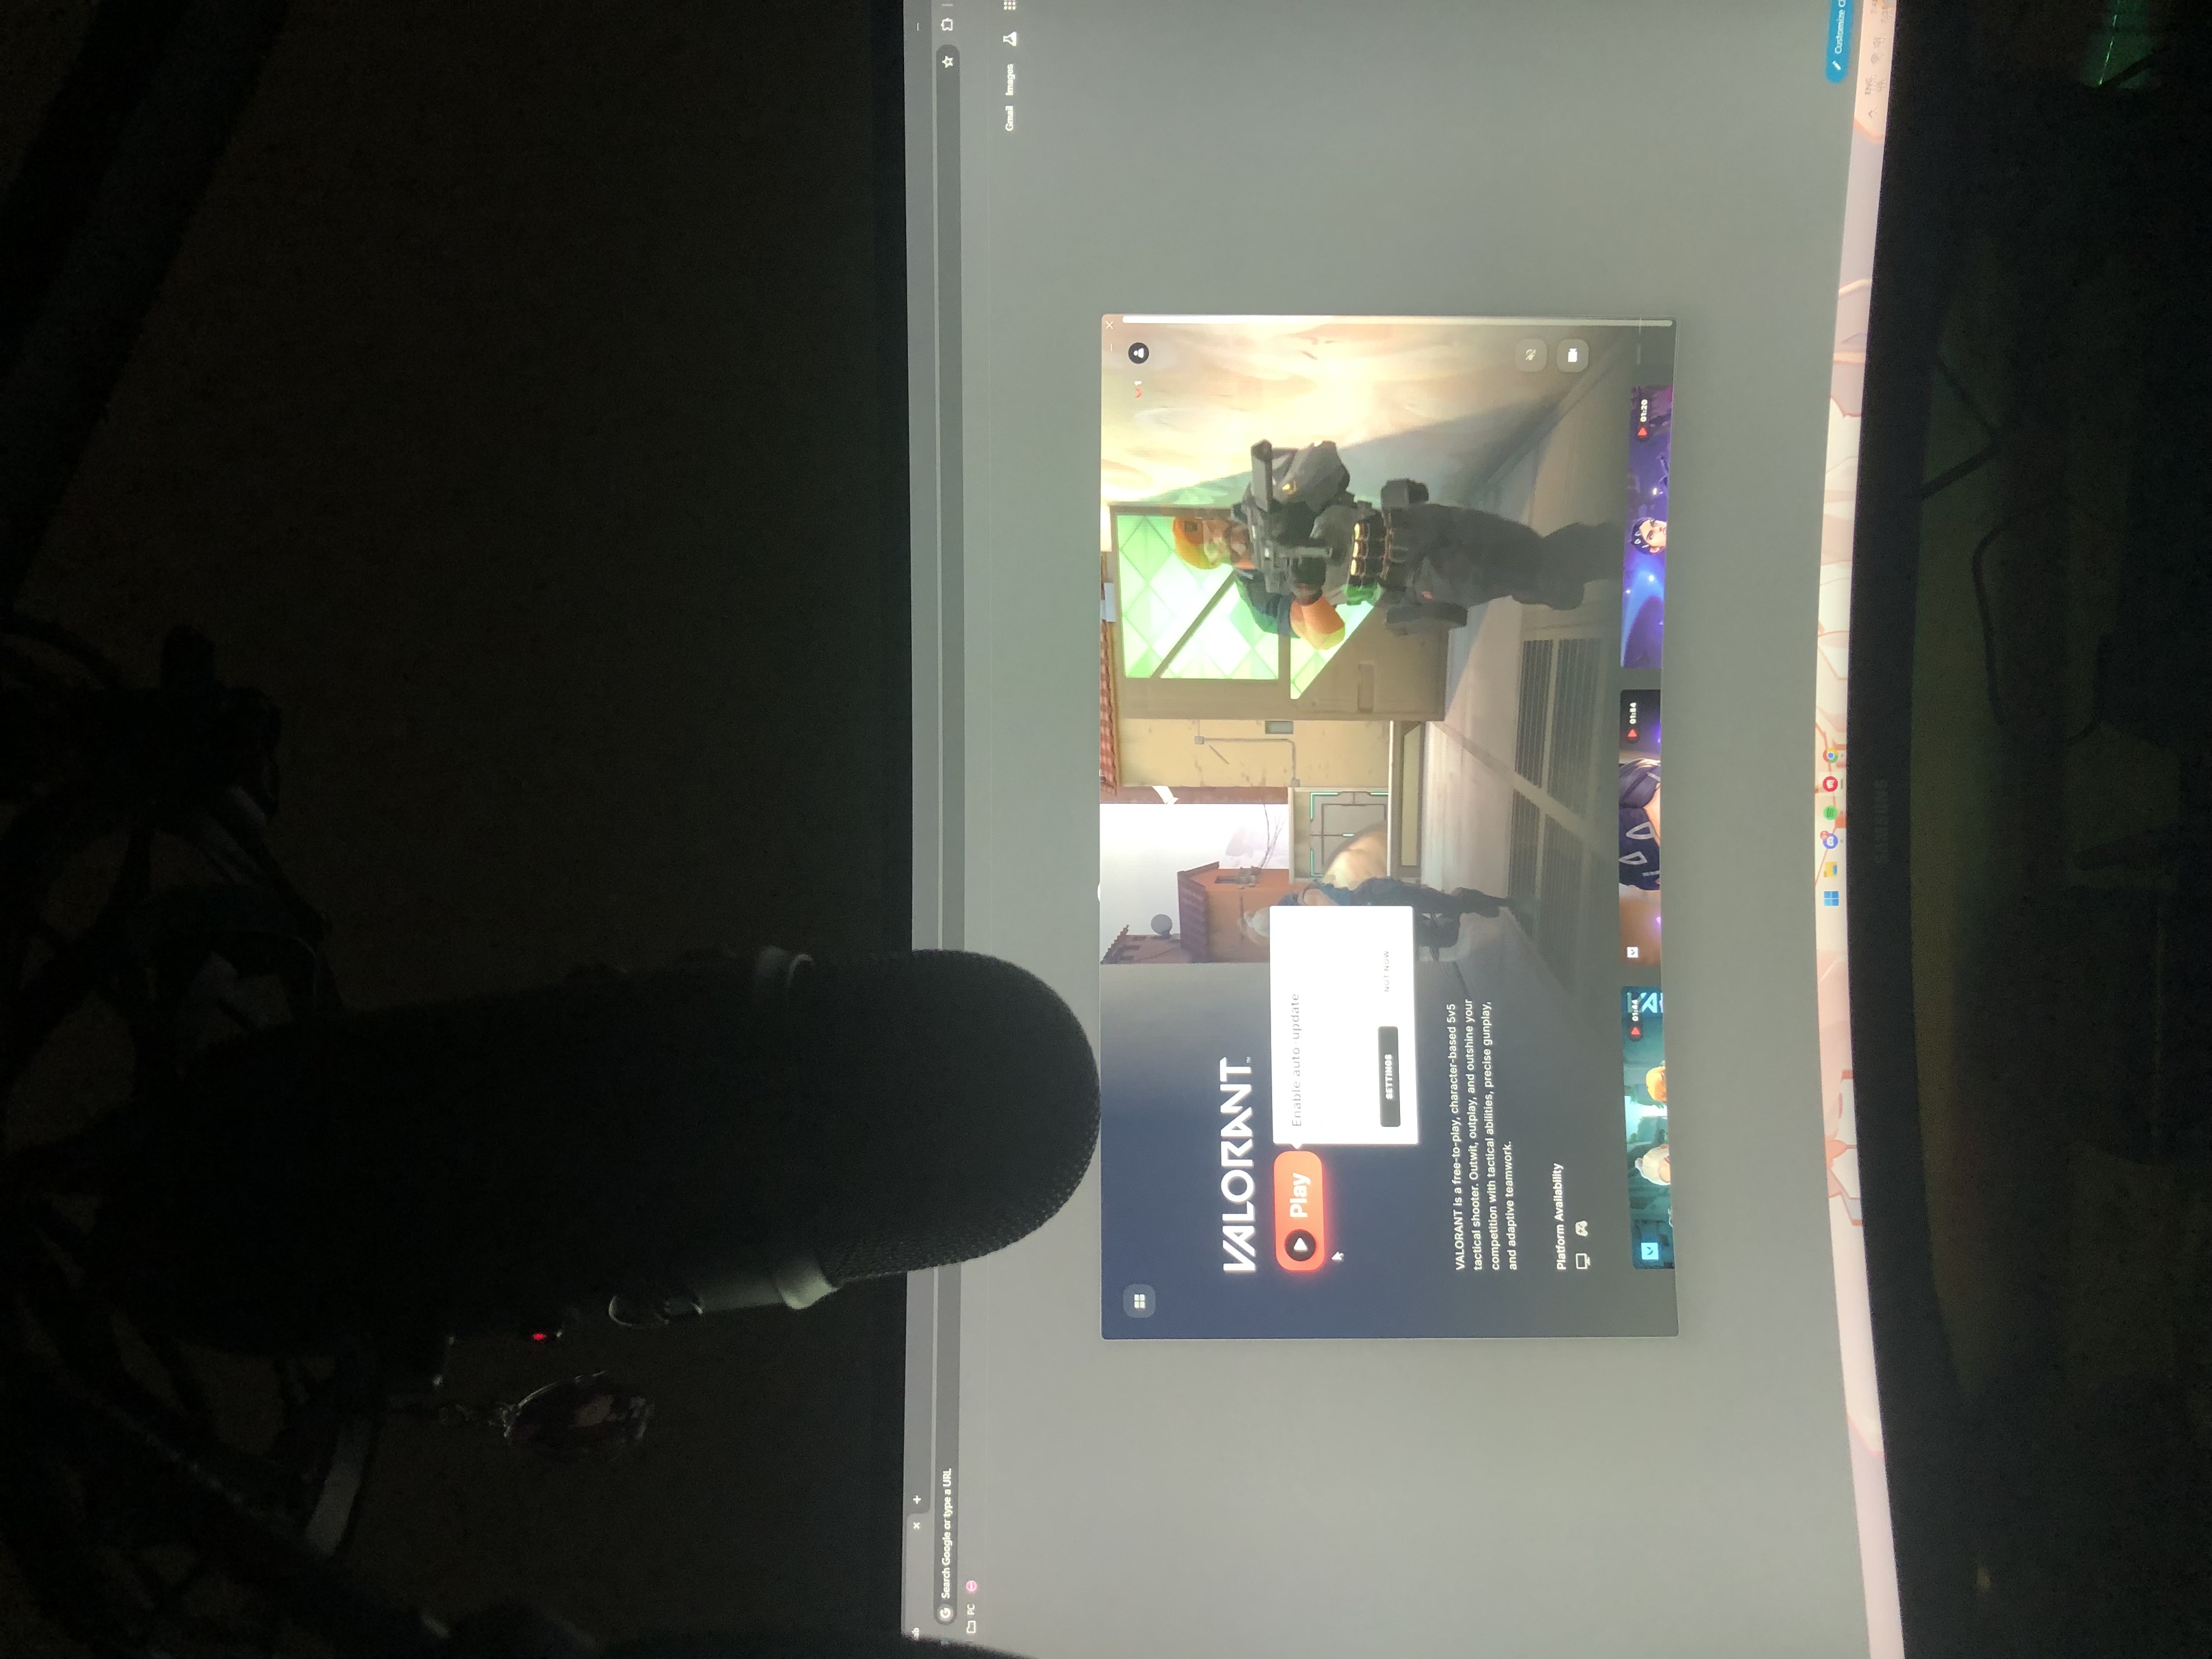 Search Google or type a URL
PC
Gmail Images
VALORANT
Play
Enable auto-update
SETTINGS
NOT NOW
VALORANT is a free-to-play, character-based 5v5
tactical shooter. Outwit, outplay, and outshine your
competition with tactical abilities, precise gunplay,
and adaptive teamwork.
Platform Availability
01:44
01:54
01:20
Customize
ENG
SAMSUNG